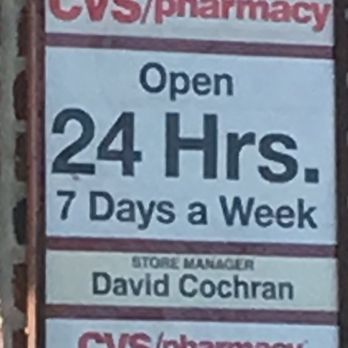 CVS/pharmacy
Open
24 Hrs.
7 Days a Week
STORE MANAGER
David Cochran
CVS/pharmacy